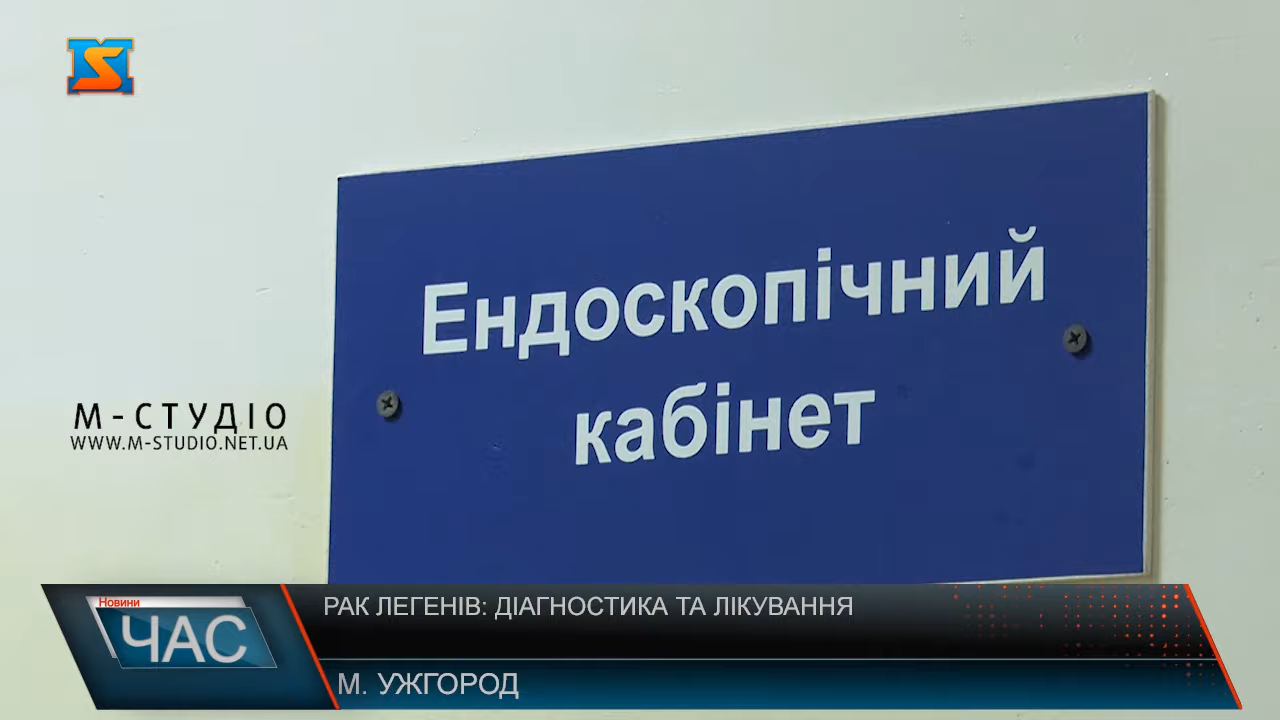 Ендоскопічний
кабінет
М-СТУДІО
WWW.M-STUDIO.NET.UA
Новини
ЧАС
РАК ЛЕГЕНІВ: ДІАГНОСТИКА ТА ЛІКУВАННЯ
М. УЖГОРОД